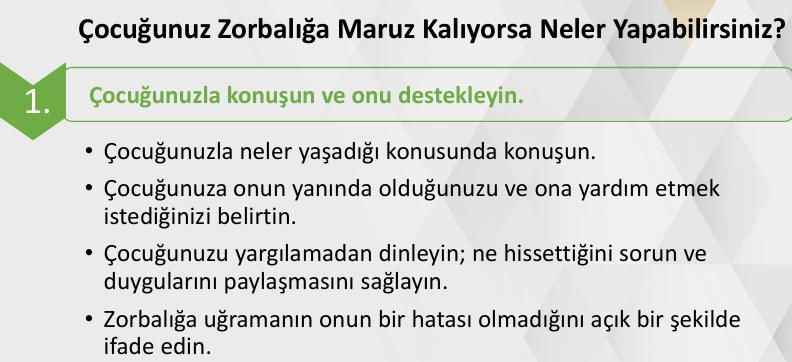 Çocuğunuz Zorbalığa Maruz Kalıyorsa Neler Yapabilirsiniz?
1. Çocuğunuzla konuşun ve onu destekleyin.
• Çocuğunuzla neler yaşadığı konusunda konuşun.
• Çocuğunuza onun yanında olduğunuzu ve ona yardım etmek
istediğinizi belirtin.
• Çocuğunuzu yargılamadan dinleyin; ne hissettiğini sorun ve
duygularını paylaşmasını sağlayın.
• Zorbalığa uğramanın onun bir hatası olmadığını açık bir şekilde
ifade edin.